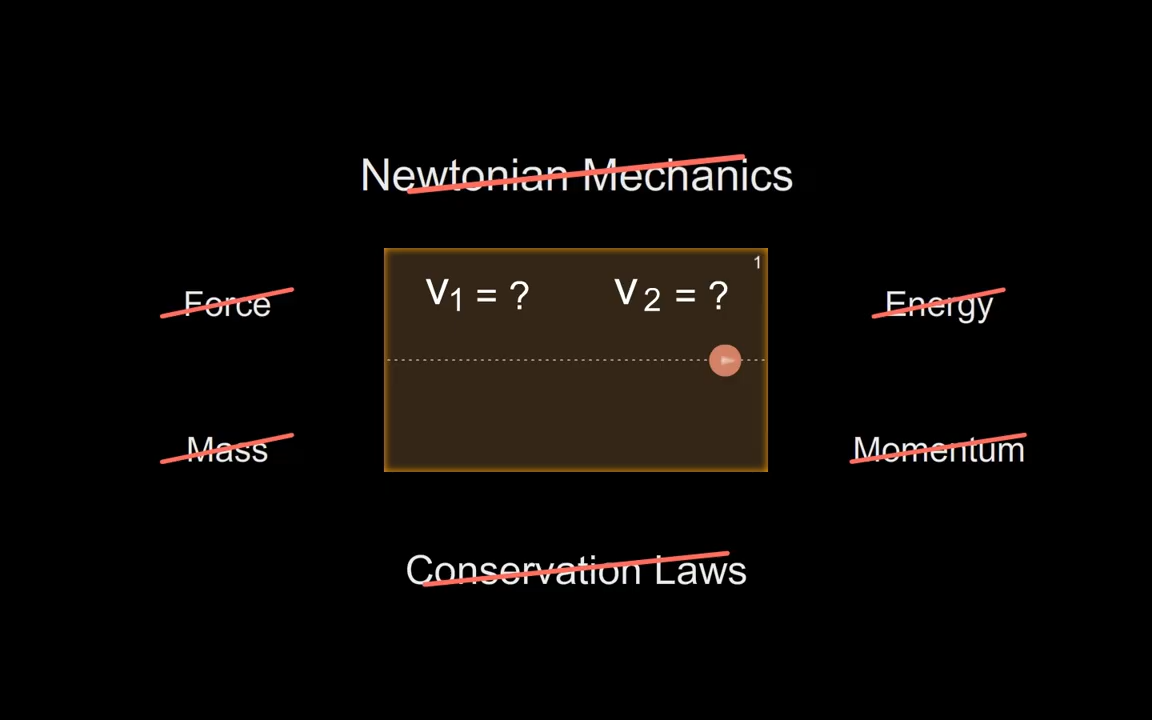 Newtonian Mechanics
1
V1 = ? V2 = ?
Force
Energy
Mass
Momentum
Conservation Laws